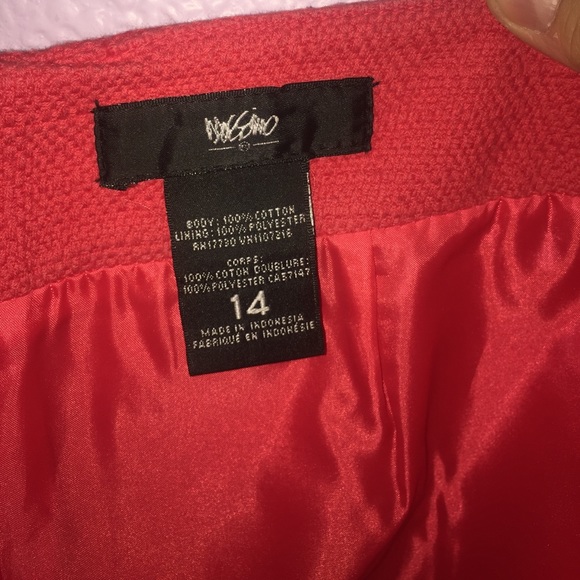 mossimo
BODY: 100% COTTON
LINING: 100% POLYESTER
RN17730 VN1107216
CORPS:
100% COTON DOUBLURE:
100% POLYESTER CA57147
14
MADE IN INDONESIA
FABRIQUÉ EN INDONÉSIE